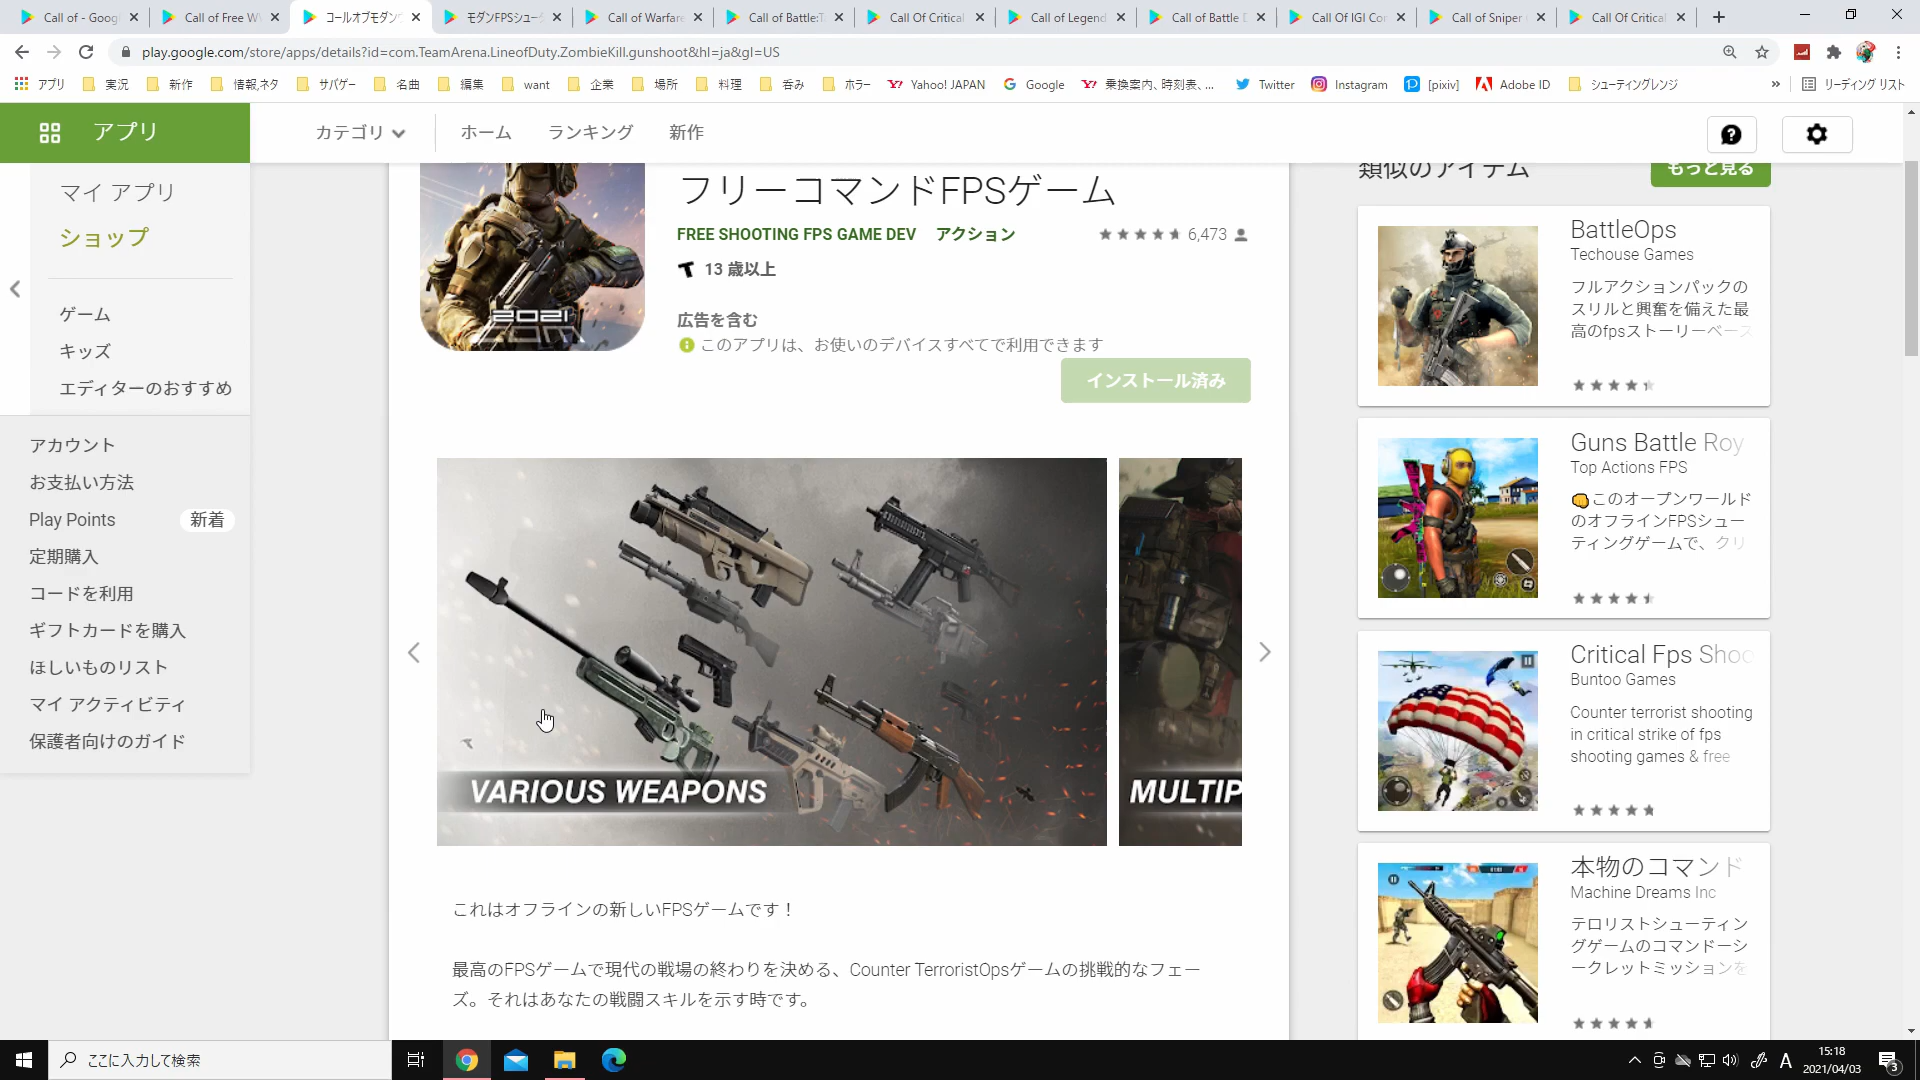 Call of - Googl
Call of Free W
コールオブモダン
モダンFPSシュー
Call of Warfare
Call of Battle:
Call Of Critical
Call of Legend
Call of Battle
Call Of IGI Co
Call of Sniper
Call Of Critical
play.google.com/store/apps/details?id=com.TeamArena.LineofDuty.ZombieKill.gunshoot&hl=ja&gl=US
アプリ
実況
新作
情報,ネタ
サバゲー
名曲
編集
want
企業
場所
料理
呑み
ホラー
Yahoo! JAPAN
Google
乗換案内、時刻表、...
Twitter
Instagram
[pixiv]
Adobe ID
シューティングレンジ
»
リーディング リスト
アプリ
カテゴリ
ホーム
ランキング
新作
マイ アプリ
ショップ
ゲーム
キッズ
エディターのおすすめ
アカウント
お支払い方法
Play Points
新着
定期購入
コードを利用
ギフトカードを購入
ほしいものリスト
マイ アクティビティ
保護者向けのガイド
フリーコマンドFPSゲーム
FREE SHOOTING FPS GAME DEV
アクション
6,473
13 歳以上
広告を含む
このアプリは、お使いのデバイスすべてで利用できます
インストール済み
2021
VARIOUS WEAPONS
MULTIP
これはオフラインの新しいFPSゲームです！
最高のFPSゲームで現代の戦場の終わりを決める、Counter TerroristOpsゲームの挑戦的なフェー
ズ。それはあなたの戦闘スキルを示す時です。
類似のアイテム
もっと見る
BattleOps
Techouse Games
フルアクションパックの
スリルと興奮を備えた最
高のfpsストーリーベース
Guns Battle Roy
Top Actions FPS
このオープンワールド
のオフラインFPSシュー
ティングゲームで、クリ
Critical Fps Shoo
Buntoo Games
Counter terrorist shooting
in critical strike of fps
shooting games & free
本物のコマンド
Machine Dreams Inc
テロリストシューティン
グゲームのコマンドーシ
ークレットミッションを
ここに入力して検索
A
15:18
2021/04/03
3